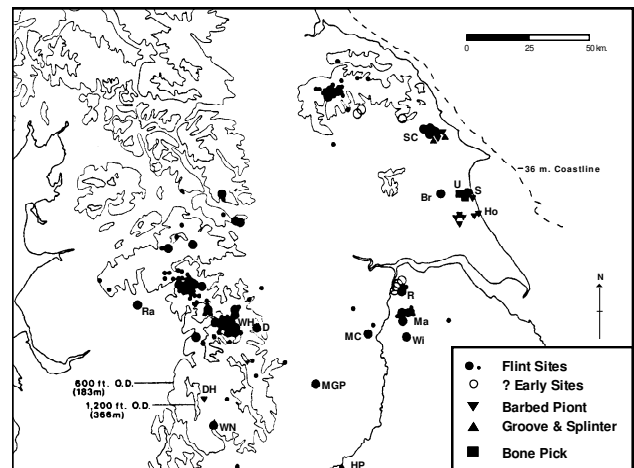 0 25 50 km.
SC
36 m. Coastline
U S
Br
Ho
N
R
Ra
WH D
Ma
MC Wi
600 ft. O.D.
(183m)
DH
MGP
1,200 ft. O.D.
(366m)
WN
HP
Flint Sites
? Early Sites
Barbed Piont
Groove & Splinter
Bone Pick